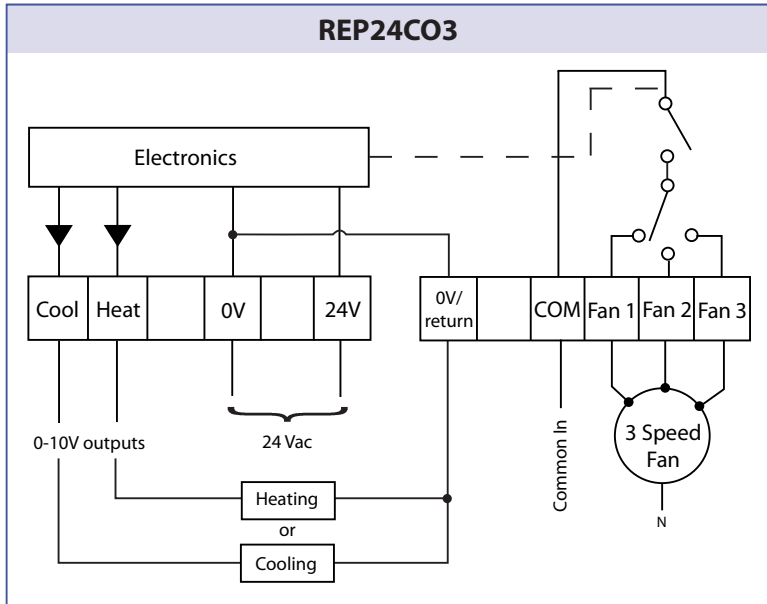 REP24CO3
Electronics
Cool Heat 0V 24V
0V/
return
COM Fan 1 Fan 2 Fan 3
0-10V outputs
24 Vac
Common In
3 Speed
Fan
N
Heating
or
Cooling